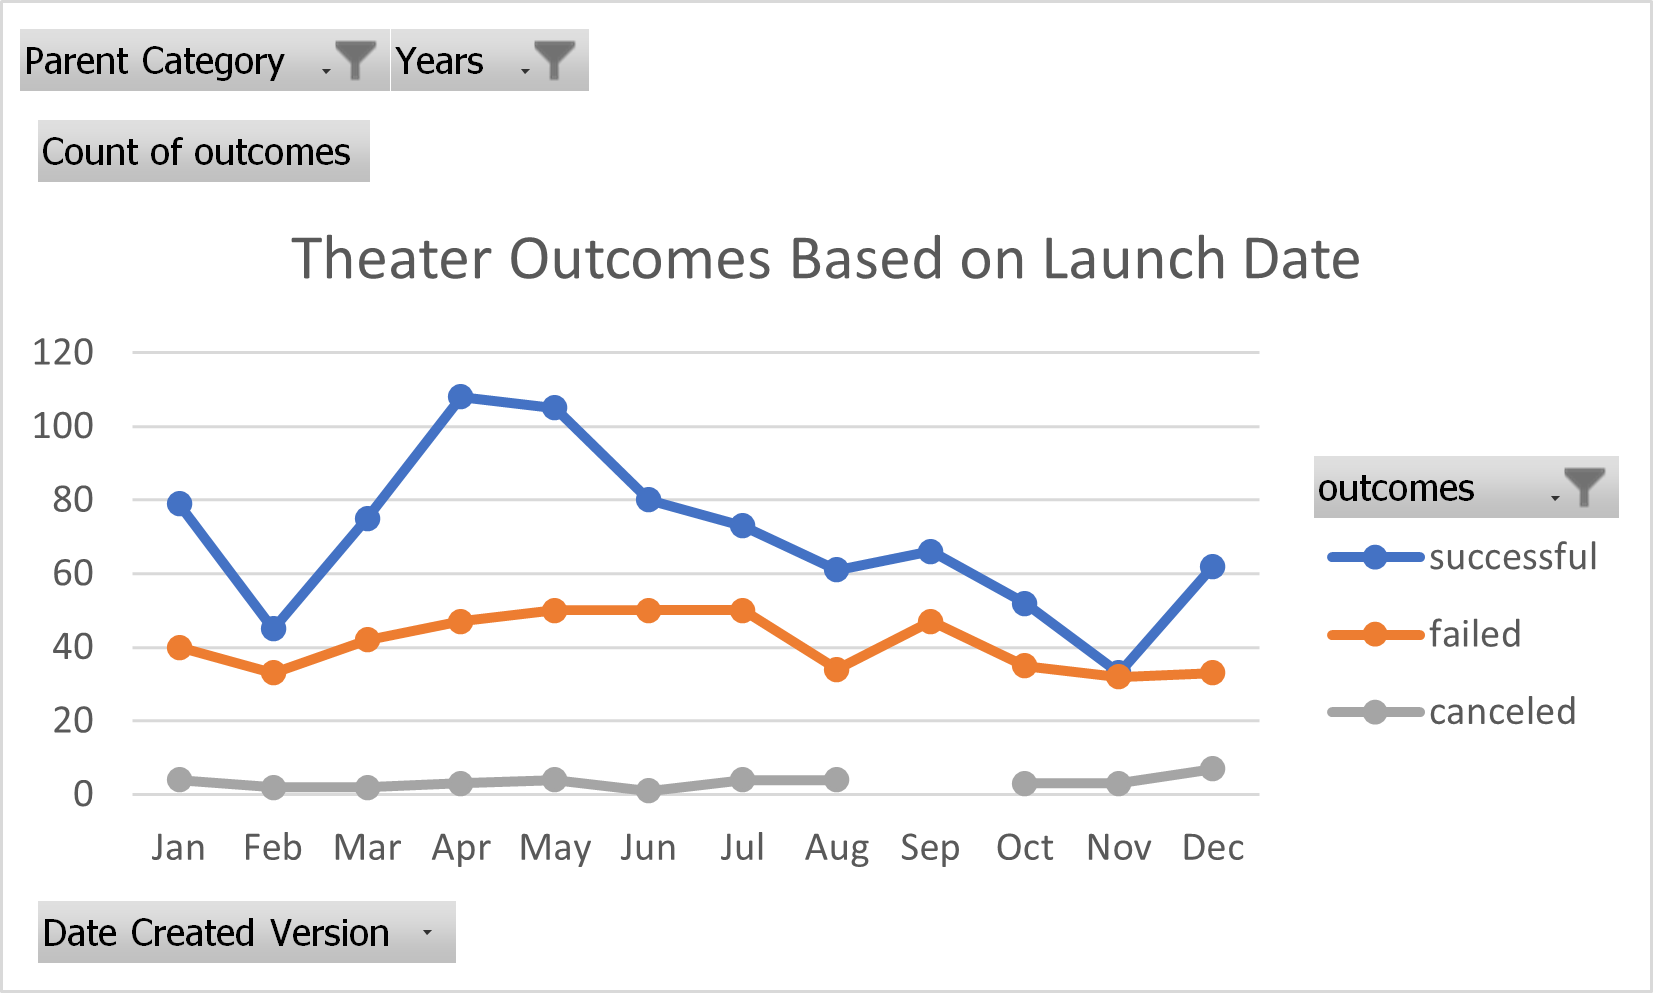 Parent Category Years
Count of outcomes
Theater Outcomes Based on Launch Date
120
100
80
60
40
20
0
Jan Feb Mar Apr May Jun Jul Aug Sep Oct Nov Dec
outcomes
successful
failed
canceled
Date Created Version